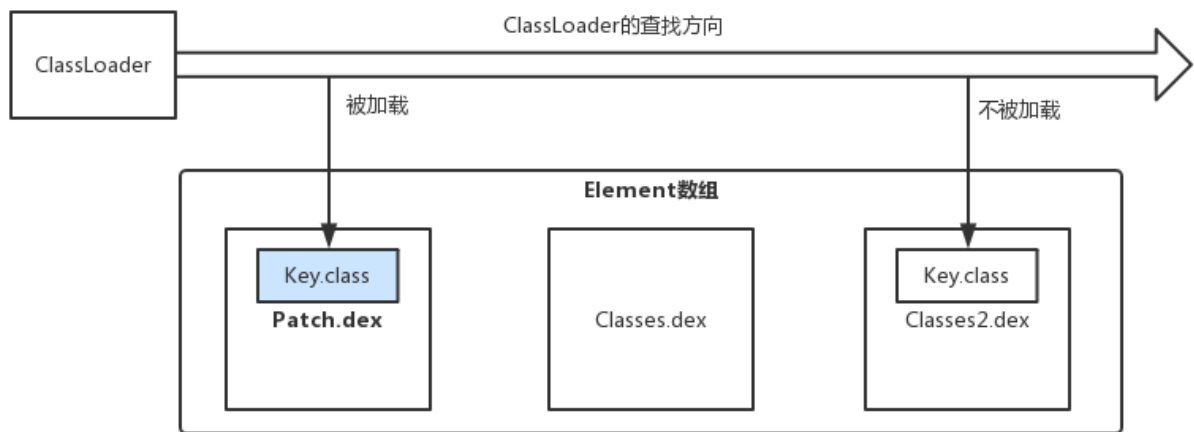 ClassLoader的查找方向
ClassLoader
被加载
不被加载
Element数组
Key.class
Key.class
Patch.dex
Classes.dex
Classes2.dex